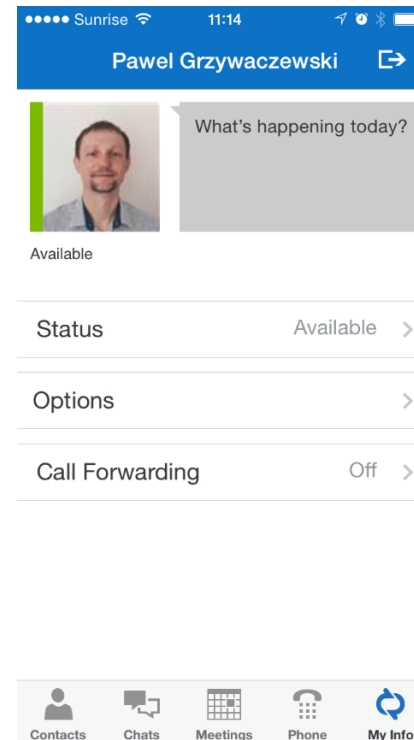 Sunrise 11:14
Pawel Grzywaczewski
What's happening today?
Available
Status Available
Options
Call Forwarding Off
Contacts Chats Meetings Phone My Info